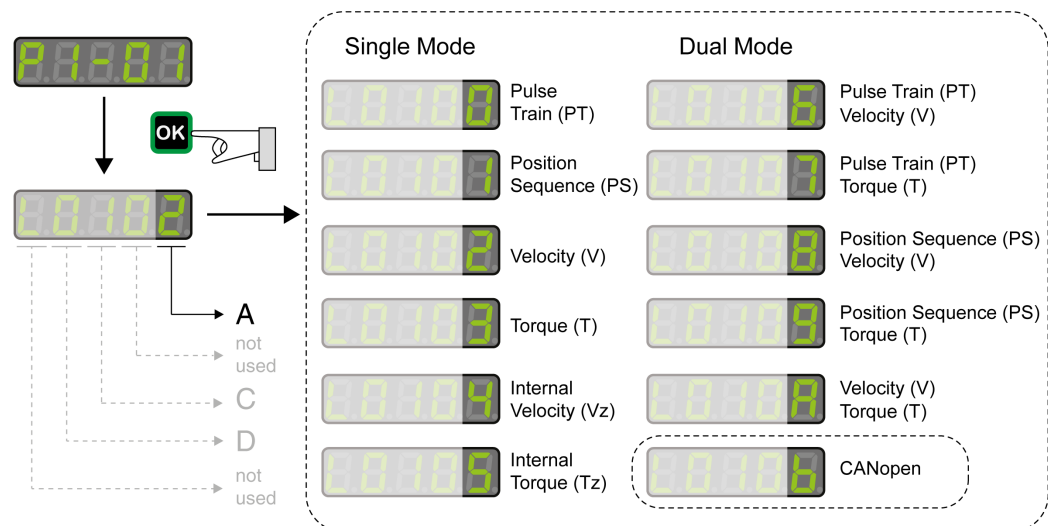 P1-01
OK
L0102
A
not
used
C
D
not
used
Single Mode
L0100
Pulse
Train (PT)
L0101
Position
Sequence (PS)
L0102
Velocity (V)
L0103
Torque (T)
L0104
Internal
Velocity (Vz)
L0105
Internal
Torque (Tz)
Dual Mode
L0106
Pulse Train (PT)
Velocity (V)
L0107
Pulse Train (PT)
Torque (T)
L0108
Position Sequence (PS)
Velocity (V)
L0109
Position Sequence (PS)
Torque (T)
L010A
Velocity (V)
Torque (T)
L010b
CANopen